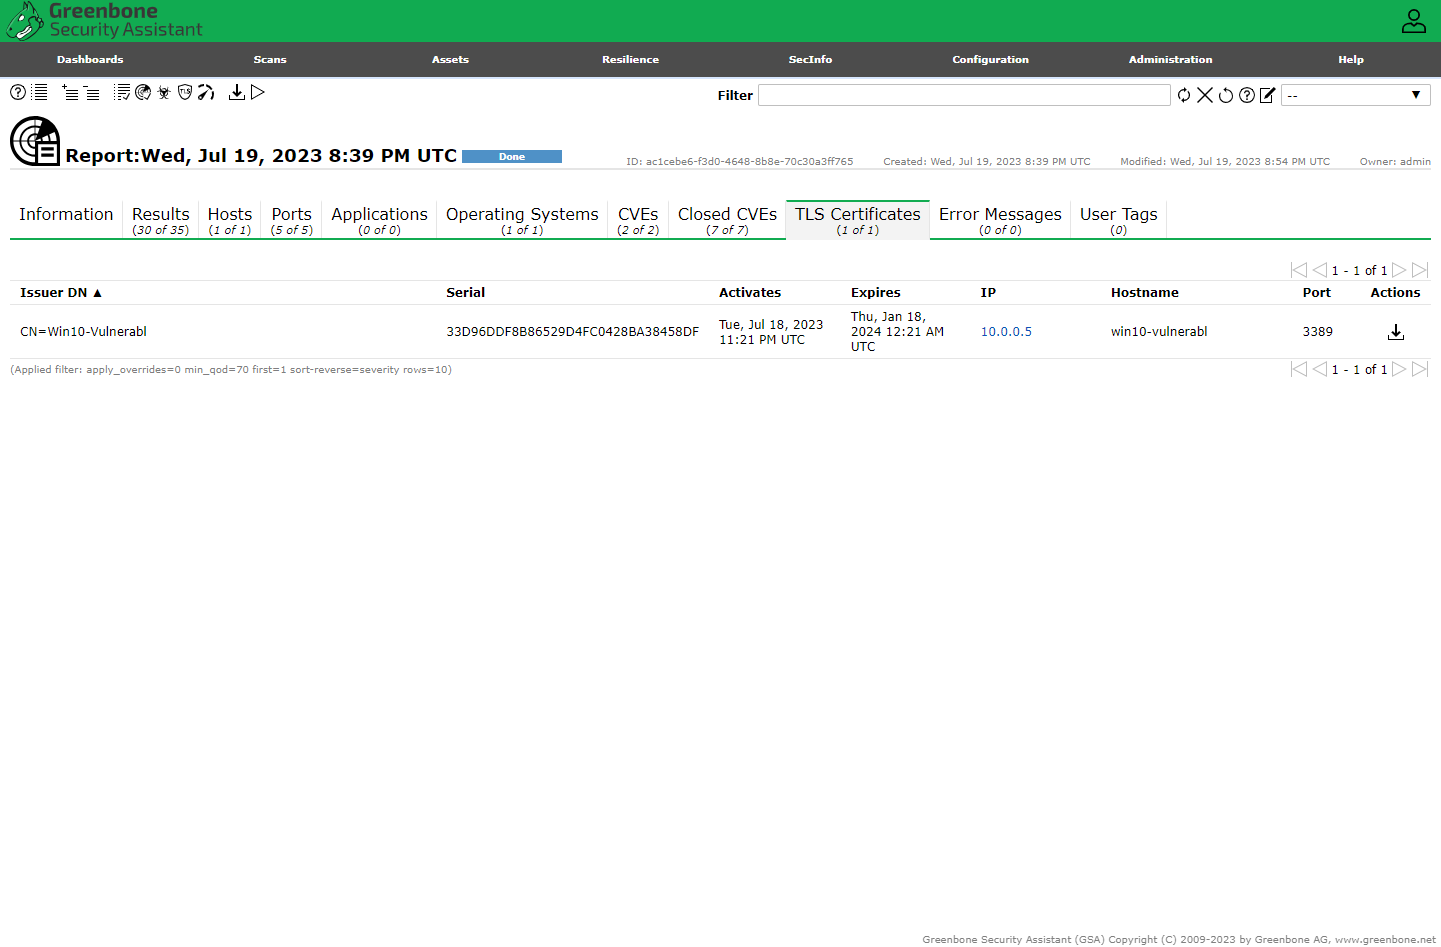 Greenbone
Security Assistant
Dashboards Scans Assets Resilience SecInfo Configuration Administration Help
TLS
Filter -- ▼
Report:Wed, Jul 19, 2023 8:39 PM UTC Done ID: ac1cebe6-f3d0-4648-8b8e-70c30a3ff765 Created: Wed, Jul 19, 2023 8:39 PM UTC Modified: Wed, Jul 19, 2023 8:54 PM UTC Owner: admin
Information Results Hosts Ports Applications Operating Systems CVEs Closed CVEs TLS Certificates Error Messages User Tags
(30 of 35) (1 of 1) (5 of 5) (0 of 0) (1 of 1) (2 of 2) (7 of 7) (1 of 1) (0 of 0) (0)
1 - 1 of 1
Issuer DN ▲ Serial Activates Expires IP Hostname Port Actions
CN=Win10-Vulnerabl 33D96DDF8B86529D4FC0428BA38458DF Tue, Jul 18, 2023 Thu, Jan 18, 10.0.0.5 win10-vulnerabl 3389
11:21 PM UTC 2024 12:21 AM
UTC
(Applied filter: apply_overrides=0 min_qod=70 first=1 sort-reverse=severity rows=10) 1 - 1 of 1
Greenbone Security Assistant (GSA) Copyright (C) 2009-2023 by Greenbone AG, www.greenbone.net